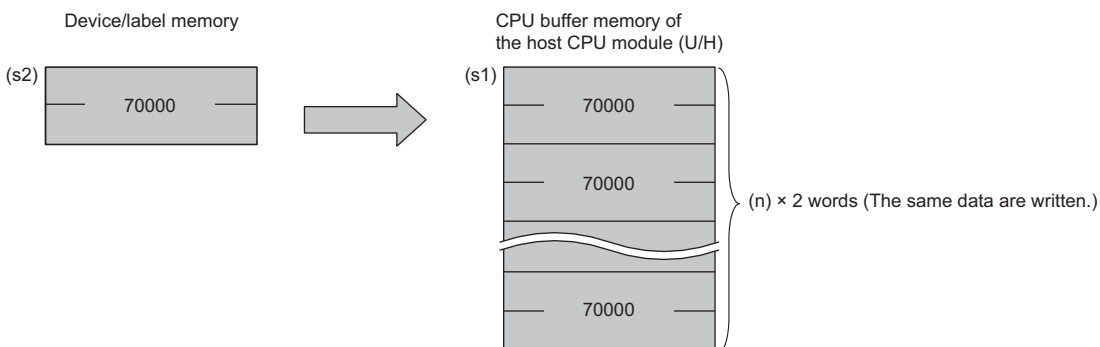 Device/label memory
CPU buffer memory of
the host CPU module (U/H)
(s2)
70000
(s1)
70000
70000
70000
(n) × 2 words (The same data are written.)